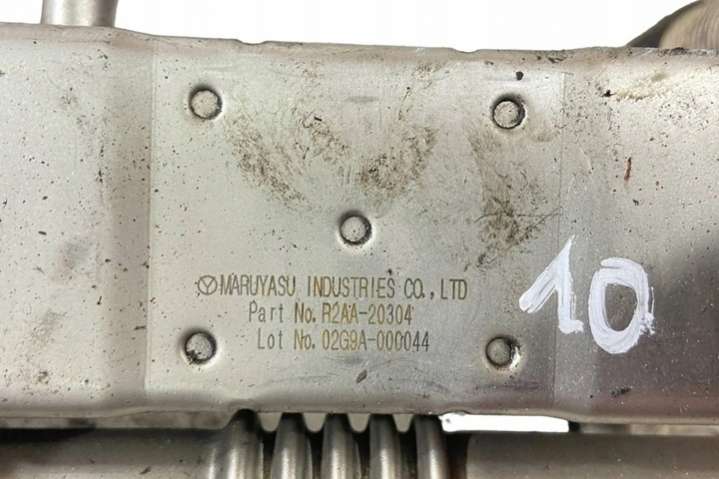 MARUYASU INDUSTRIES CO., LTD
Part No. R2AA-20304
Lot No. 02G9A-000044
10